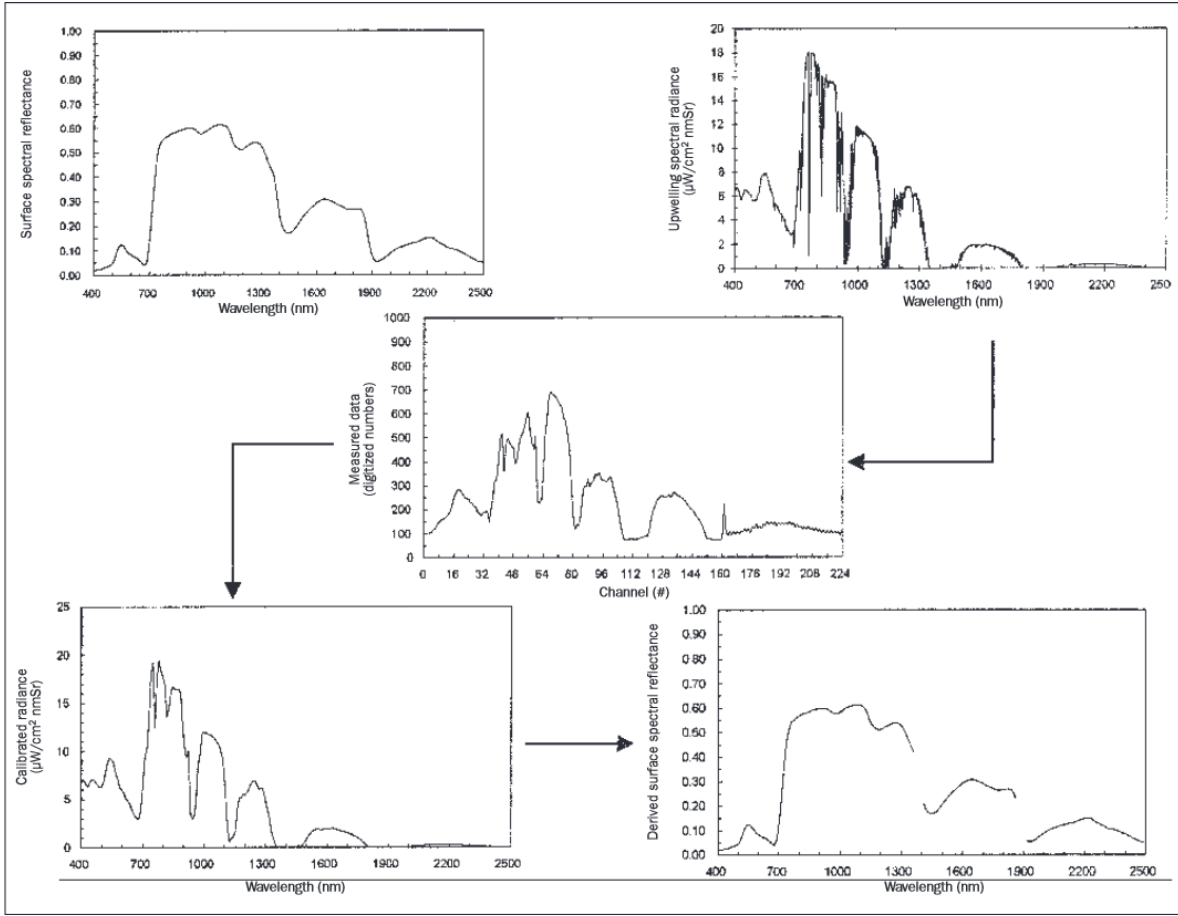 1.00
0.90
0.80
0.70
0.60
0.50
0.40
0.30
0.20
0.10
0.00
Surface spectral reflectance
400 700 1000 1300 1600 1900 2200 2500
Wavelength (nm)
20
18
16
14
12
10
8
6
4
2
0
Upwelling spectral radiance
(µW/cm² nmSr)
400 700 1000 1300 1600 1900 2200 250
Wavelength (nm)
1000
900
800
700
600
500
400
300
200
100
0
Measured data
(digitized numbers)
0 16 32 48 64 80 96 112 128 144 160 176 192 208 224
Channel (#)
25
20
15
10
5
0
Calibrated radiance
(µW/cm² nmSr)
400 700 1000 1300 1600 1900 2200 2500
Wavelength (nm)
1.00
0.90
0.80
0.70
0.60
0.50
0.40
0.30
0.20
0.10
0.00
Derived surface spectral reflectance
400 700 1000 1300 1600 1900 2200 2500
Wavelength (nm)